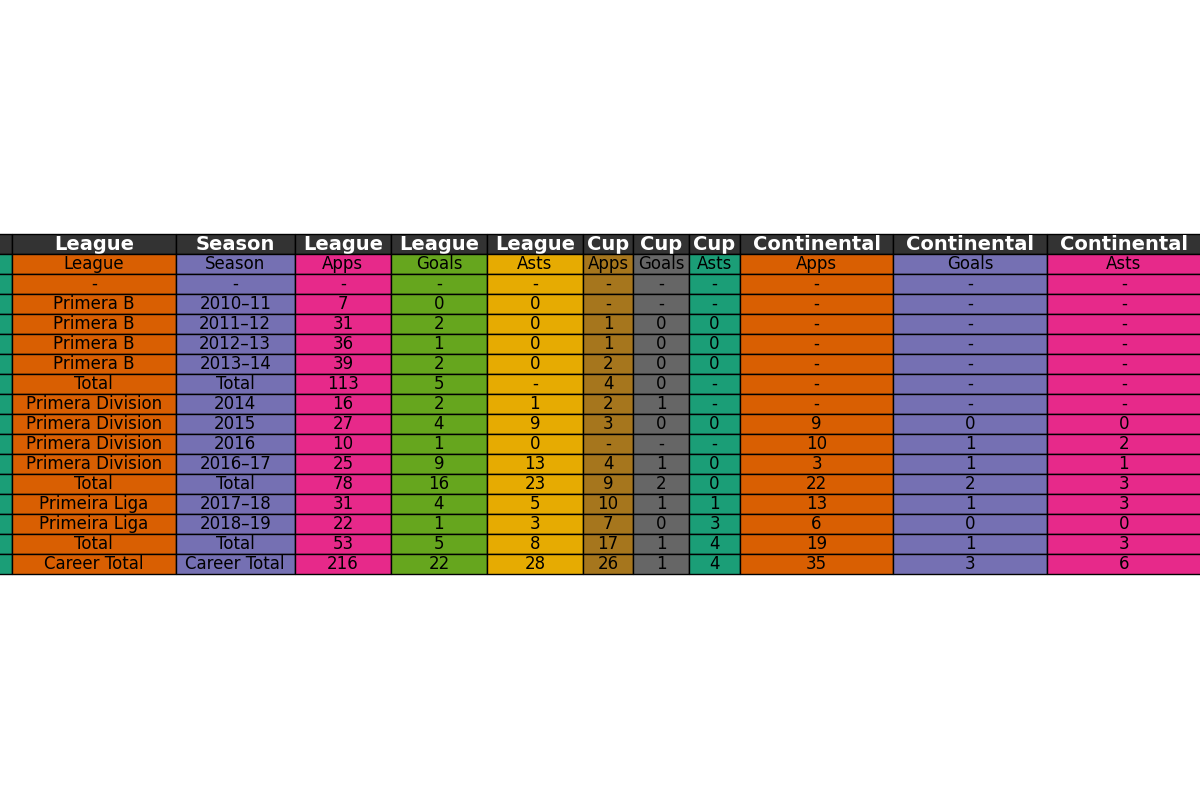 League Season League League League Cup Cup Cup Continental Continental Continental
League Season Apps Goals Asts Apps Goals Asts Apps Goals Asts
- - - - - - - - - - -
Primera B 2010–11 7 0 0 - - - - - -
Primera B 2011–12 31 2 0 1 0 0 - - -
Primera B 2012–13 36 1 0 1 0 0 - - -
Primera B 2013–14 39 2 0 2 0 0 - - -
Total Total 113 5 - 4 0 - - - -
Primera Division 2014 16 2 1 2 1 - - - -
Primera Division 2015 27 4 9 3 0 0 9 0 0
Primera Division 2016 10 1 0 - - - 10 1 2
Primera Division 2016–17 25 9 13 4 1 0 3 1 1
Total Total 78 16 23 9 2 0 22 2 3
Primeira Liga 2017–18 31 4 5 10 1 1 13 1 3
Primeira Liga 2018–19 22 1 3 7 0 3 6 0 0
Total Total 53 5 8 17 1 4 19 1 3
Career Total Career Total 216 22 28 26 1 4 35 3 6